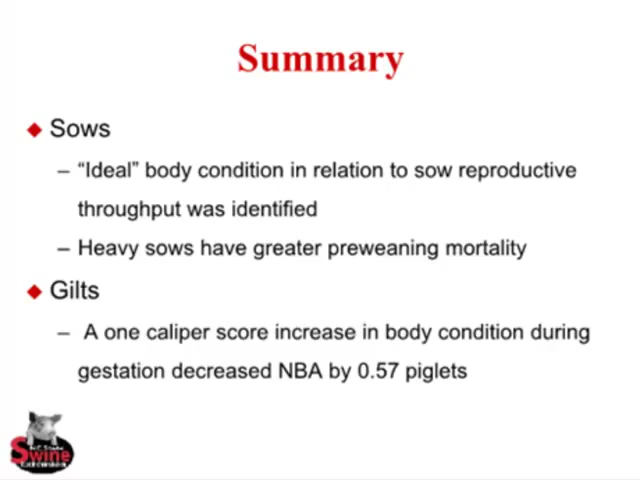 Summary
Sows
– “Ideal” body condition in relation to sow reproductive
throughput was identified
– Heavy sows have greater preweaning mortality
Gilts
– A one caliper score increase in body condition during
gestation decreased NBA by 0.57 piglets
Swine